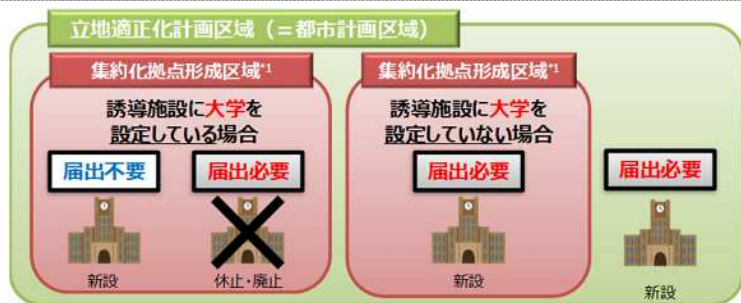 立地適正化計画区域（＝都市計画区域）
集約化拠点形成区域*1
誘導施設に大学を
設定している場合
届出不要
届出必要
新設
休止・廃止
集約化拠点形成区域*1
誘導施設に大学を
設定していない場合
届出必要
新設
届出必要
新設